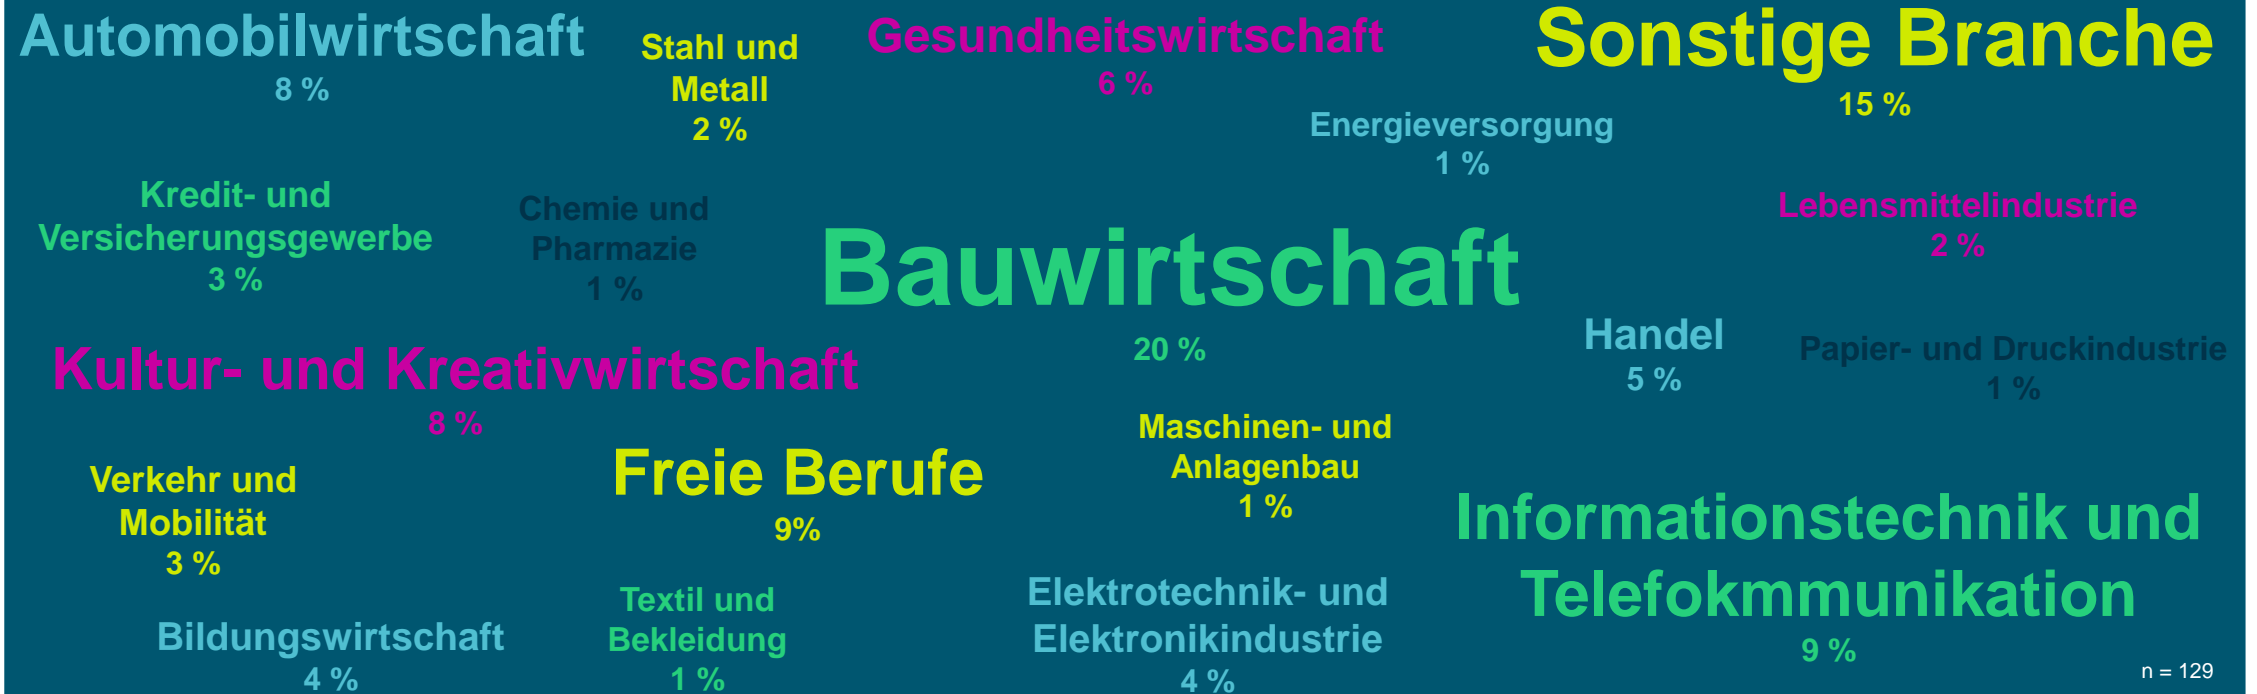 Automobilwirtschaft
8 %
Stahl und
Metall
2 %
Gesundheitswirtschaft
6 %
Sonstige Branche
15 %
Energieversorgung
1 %
Kredit- und
Versicherungsgewerbe
3 %
Chemie und
Pharmazie
1 %
Bauwirtschaft
20 %
Lebensmittelindustrie
2 %
Handel
5 %
Papier- und Druckindustrie
1 %
Kultur- und Kreativwirtschaft
8 %
Verkehr und
Mobilität
3 %
Freie Berufe
9%
Maschinen- und
Anlagenbau
1 %
Informationstechnik und
Telefokmmunikation
9 %
Bildungswirtschaft
4 %
Textil und
Bekleidung
1 %
Elektrotechnik- und
Elektronikindustrie
4 %
n = 129